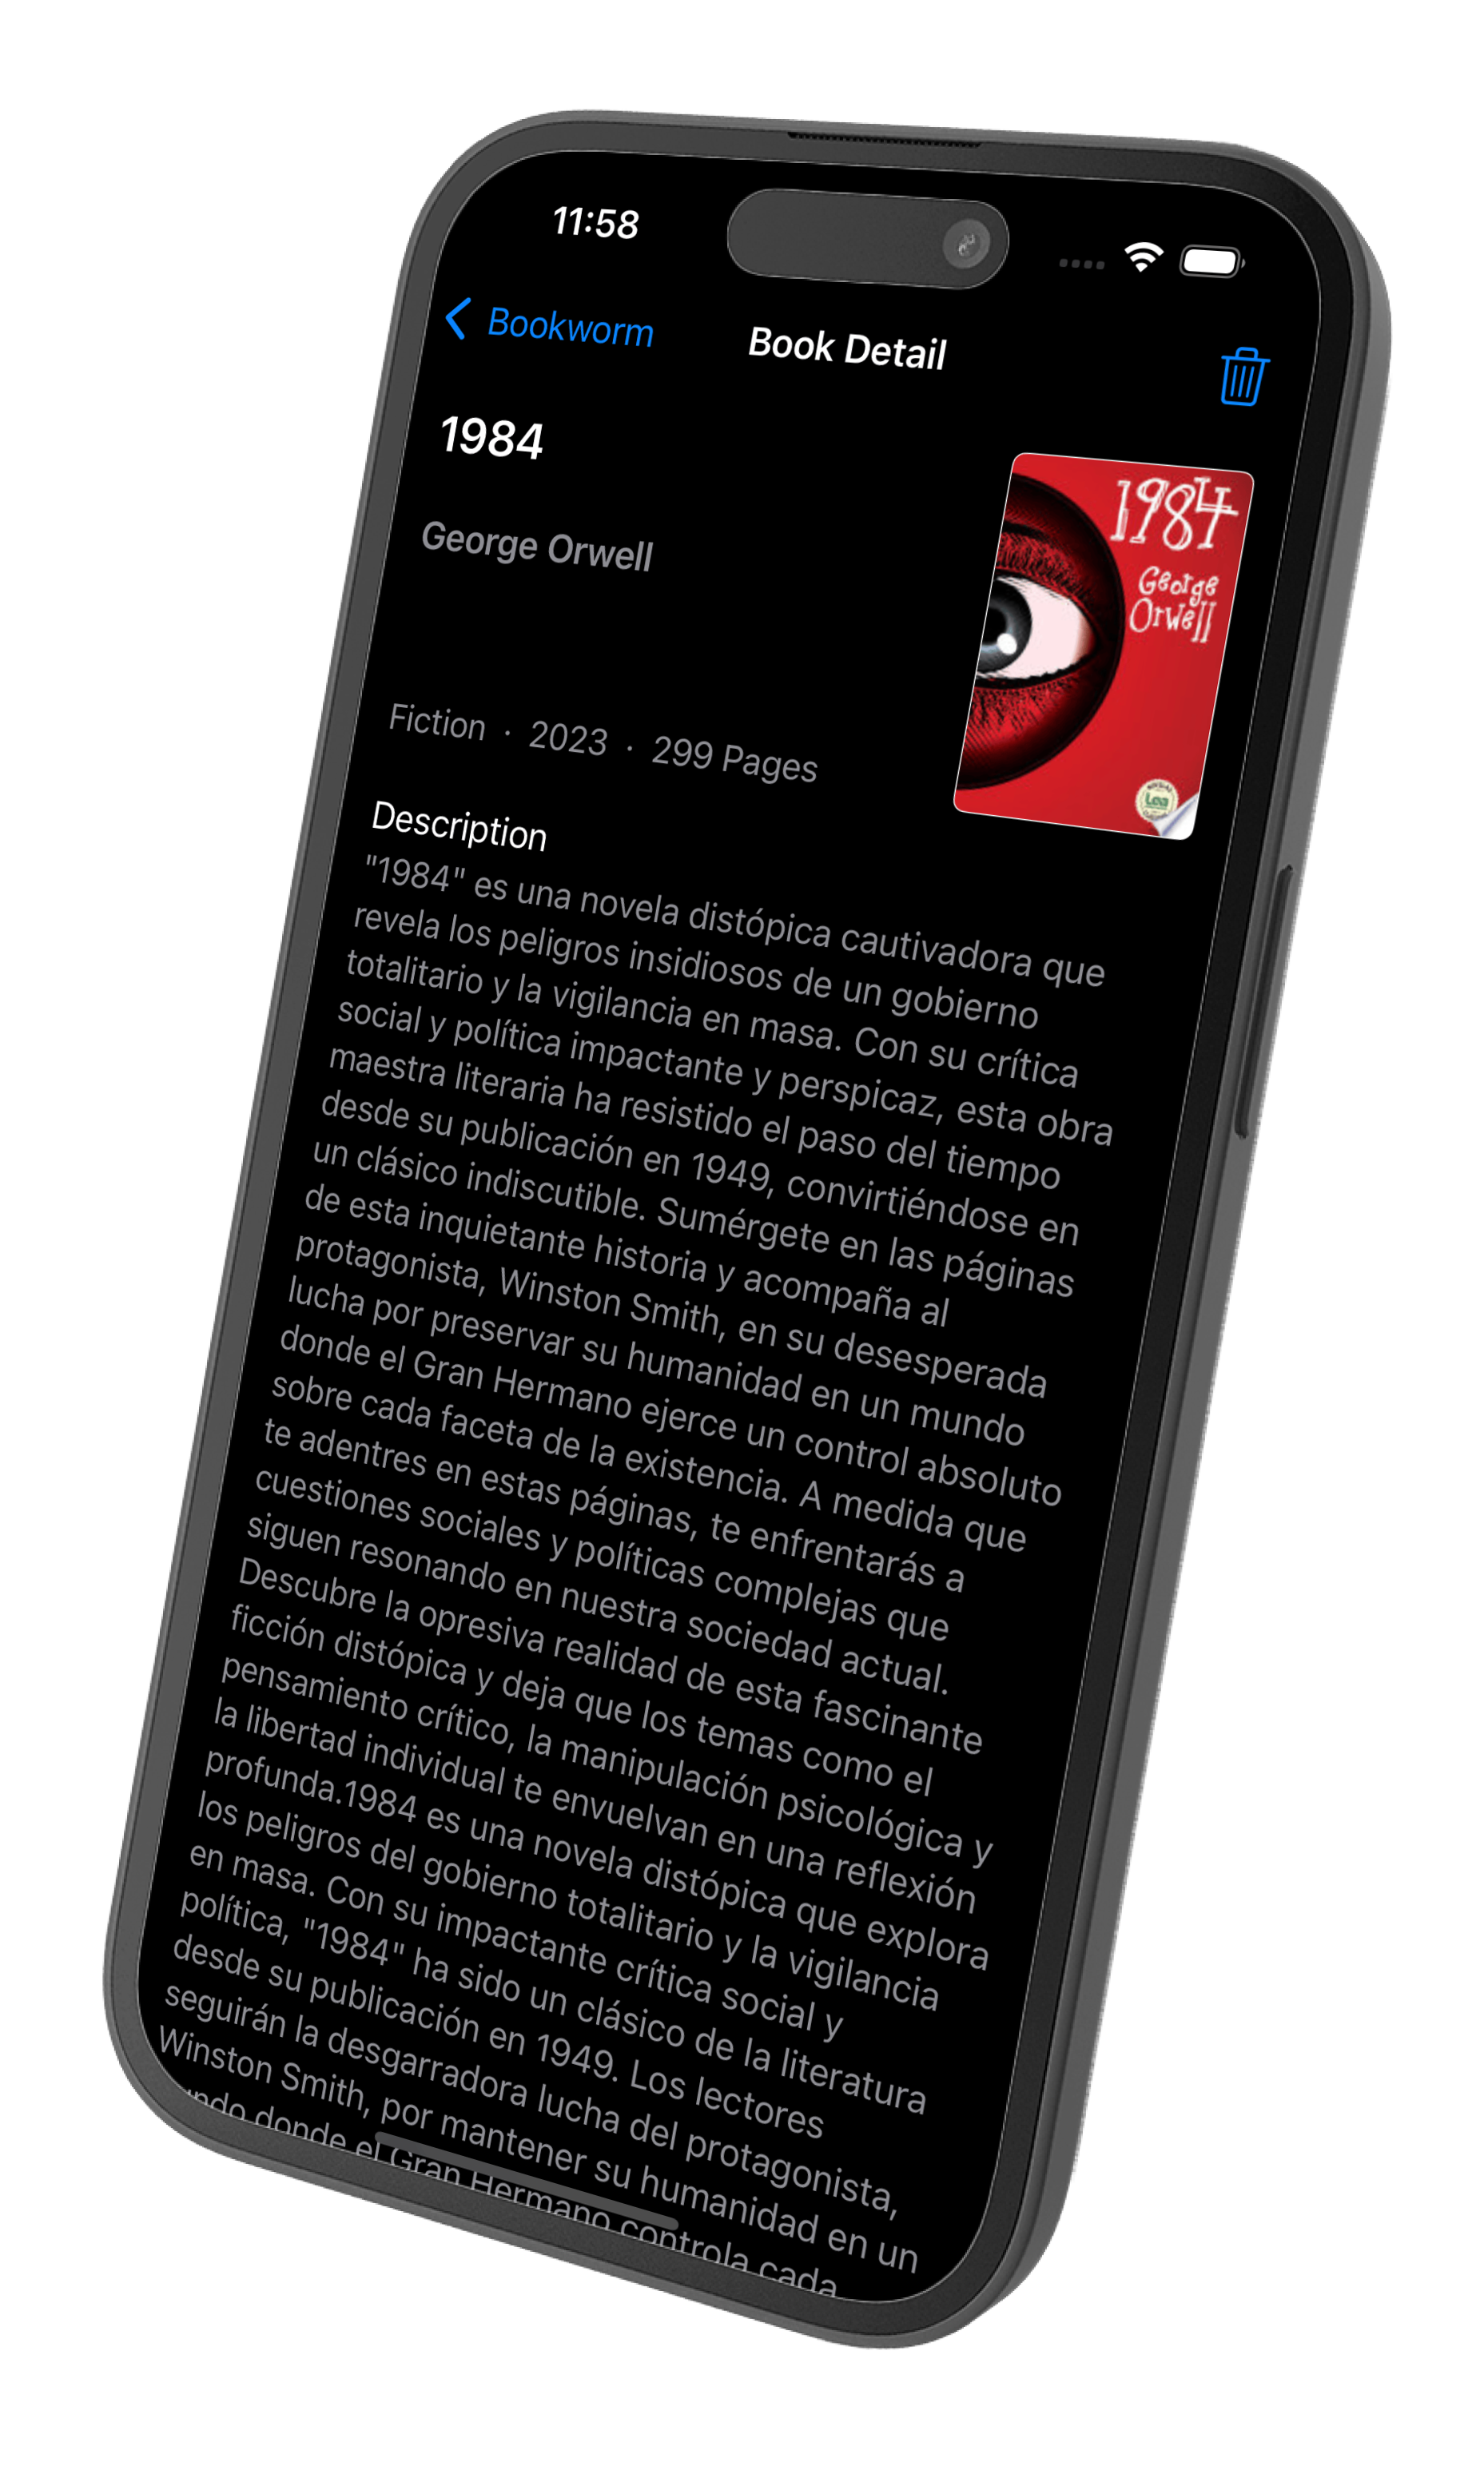 11:58
Bookworm
Book Detail
1984
George Orwell
1984
George
Orwell
Lea
Fiction · 2023 · 299 Pages
Description
"1984" es una novela distópica cautivadora que
revela los peligros insidiosos de un gobierno
totalitario y la vigilancia en masa. Con su crítica
social y política impactante y perspicaz, esta obra
maestra literaria ha resistido el paso del tiempo
desde su publicación en 1949, convirtiéndose en
un clásico indiscutible. Sumérgete en las páginas
de esta inquietante historia y acompaña al
protagonista, Winston Smith, en su desesperada
lucha por preservar su humanidad en un mundo
donde el Gran Hermano ejerce un control absoluto
sobre cada faceta de la existencia. A medida que
te adentres en estas páginas, te enfrentarás a
cuestiones sociales y políticas complejas que
siguen resonando en nuestra sociedad actual.
Descubre la opresiva realidad de esta fascinante
ficción distópica y deja que los temas como el
pensamiento crítico, la manipulación psicológica y
la libertad individual te envuelvan en una reflexión
profunda.1984 es una novela distópica que explora
los peligros del gobierno totalitario y la vigilancia
en masa. Con su impactante crítica social y
política, "1984" ha sido un clásico de la literatura
desde su publicación en 1949. Los lectores
seguirán la desgarradora lucha del protagonista,
Winston Smith, por mantener su humanidad en un
donde el Gran Hermano controla cada